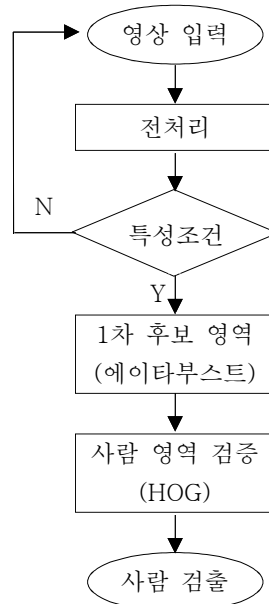 영상 입력
전처리
특성조건
N
Y
1차 후보 영역
(에이타부스트)
사람 영역 검증
(HOG)
사람 검출